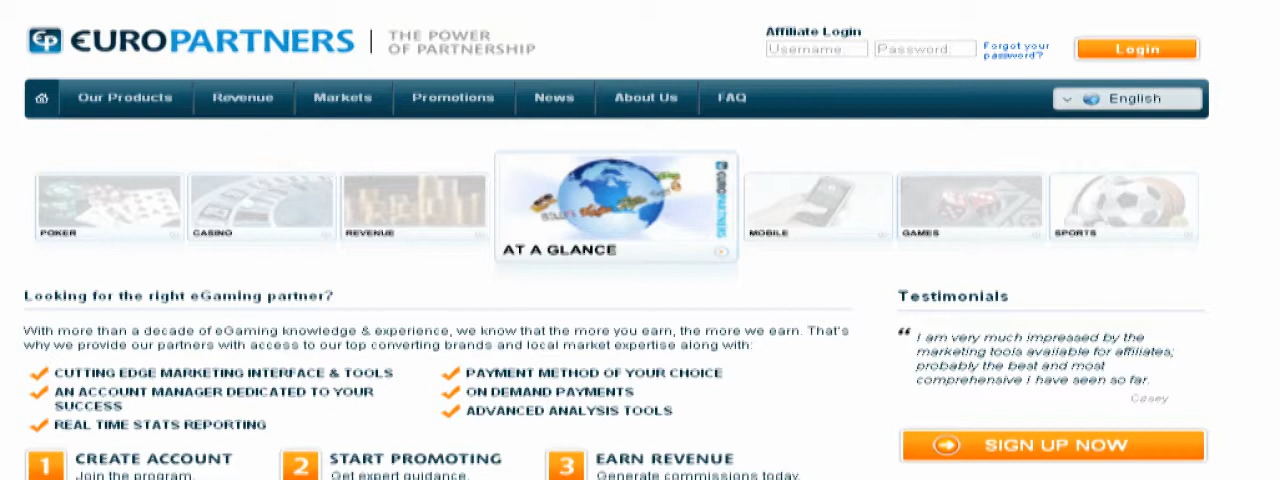 €UROPARTNERS
THE POWER
OF PARTNERSHIP
Affiliate Login
Username
Password
Forgot your
password?
Login
Our Products
Revenue
Markets
Promotions
News
About Us
FAQ
English
POKER
CASINO
REVENUE
EUROPARTNERS
AT A GLANCE
MOBILE
GAMES
SPORTS
Looking for the right eGaming partner?
With more than a decade of eGaming knowledge & experience, we know that the more you earn, the more we earn. That's
why we provide our partners with access to our top converting brands and local market expertise along with:
CUTTING EDGE MARKETING INTERFACE & TOOLS
AN ACCOUNT MANAGER DEDICATED TO YOUR
SUCCESS
REAL TIME STATS REPORTING
PAYMENT METHOD OF YOUR CHOICE
ON DEMAND PAYMENTS
ADVANCED ANALYSIS TOOLS
Testimonials
“ I am very much impressed by the
marketing tools available for affiliates;
probably the best and most
comprehensive I have seen so far.
Casey
SIGN UP NOW
1 CREATE ACCOUNT
Join the program.
2 START PROMOTING
Get expert guidance.
3 EARN REVENUE
Generate commissions today.